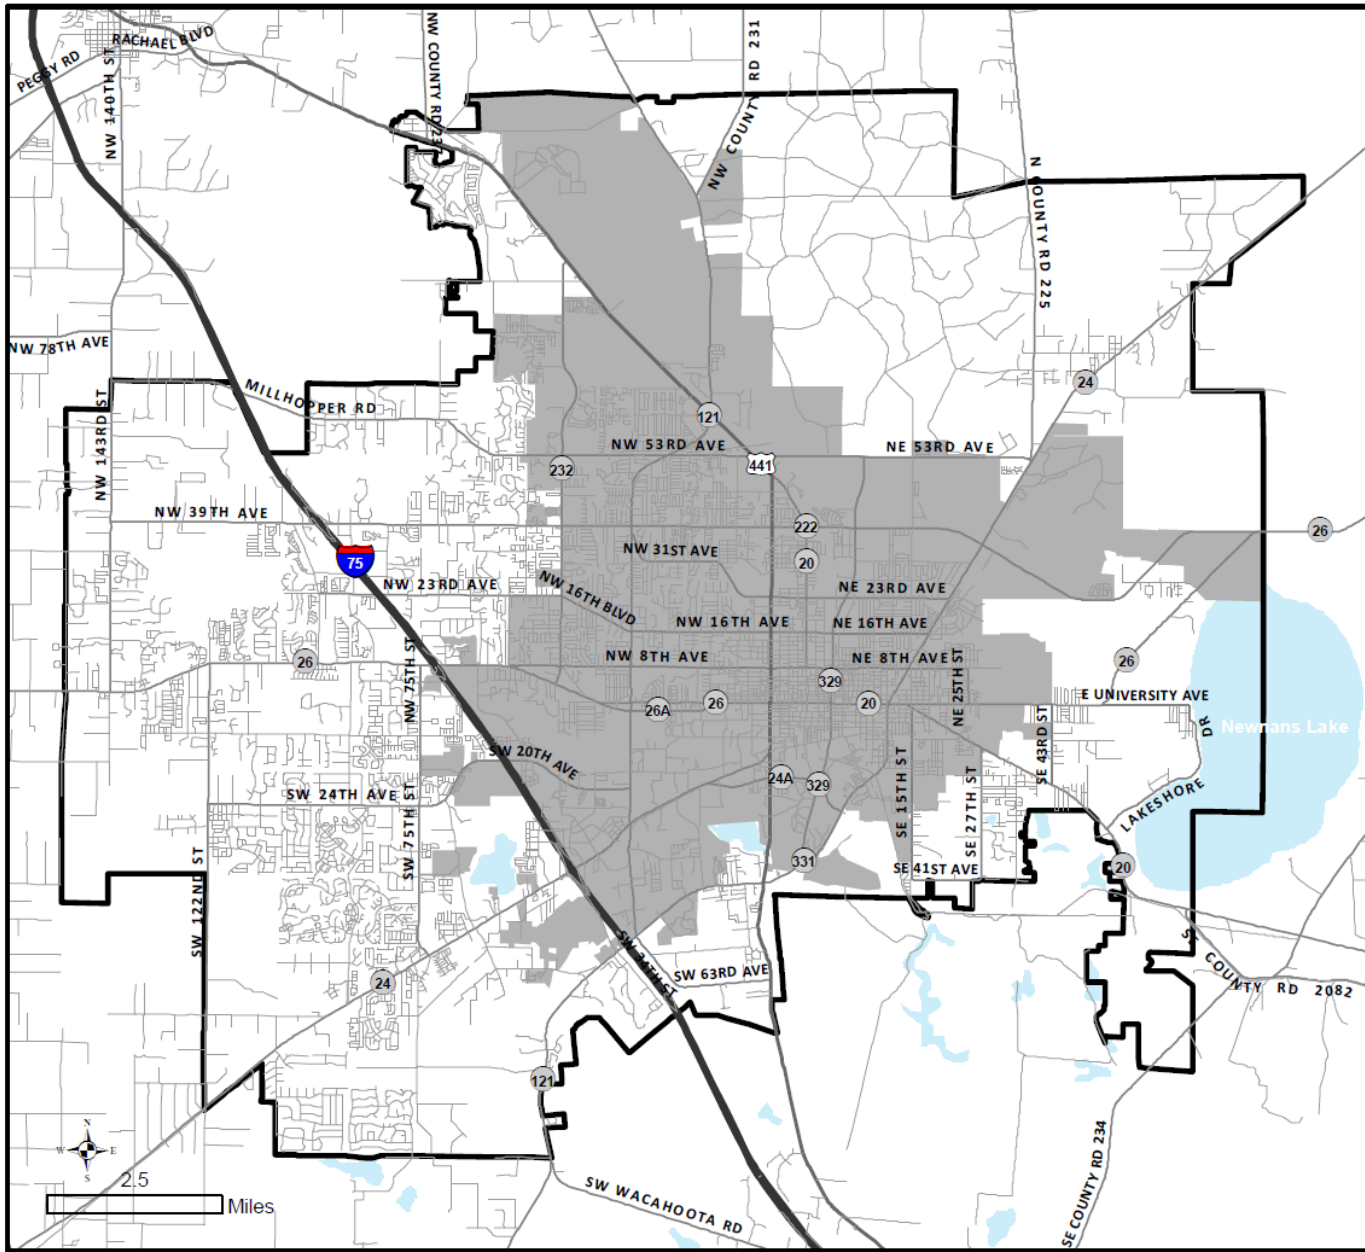 RACHAEL BLVD
PEGGY RD
NW 140TH ST
NW COUNTY RD 237
NW COUNTY RD 231
N COUNTY RD 225
NW 78TH AVE
NW 143RD ST
MILLHOPPER RD
24
121
NW 53RD AVE
NE 53RD AVE
441
232
NW 39TH AVE
222
26
NW 31ST AVE
20
75
NW 23RD AVE
NE 23RD AVE
NW 16TH BLVD
NW 16TH AVE
NE 16TH AVE
26
NW 75TH ST
NW 8TH AVE
NE 8TH AVE
NE 25TH ST
26
329
E UNIVERSITY AVE
26A
26
20
Newnans Lake
SW 20TH AVE
SE 43RD ST
DR
LAKESHORE
24A
329
SE 15TH ST
SE 27TH ST
SW 24TH AVE
SW 75TH ST
331
SE 41ST AVE
20
SW 122ND ST
SW 34TH ST
SW 63RD AVE
24
ST
COUNTY RD 2082
121
N
W
E
S
2.5
Miles
SW WACAHOOTA RD
SE COUNTY RD 234